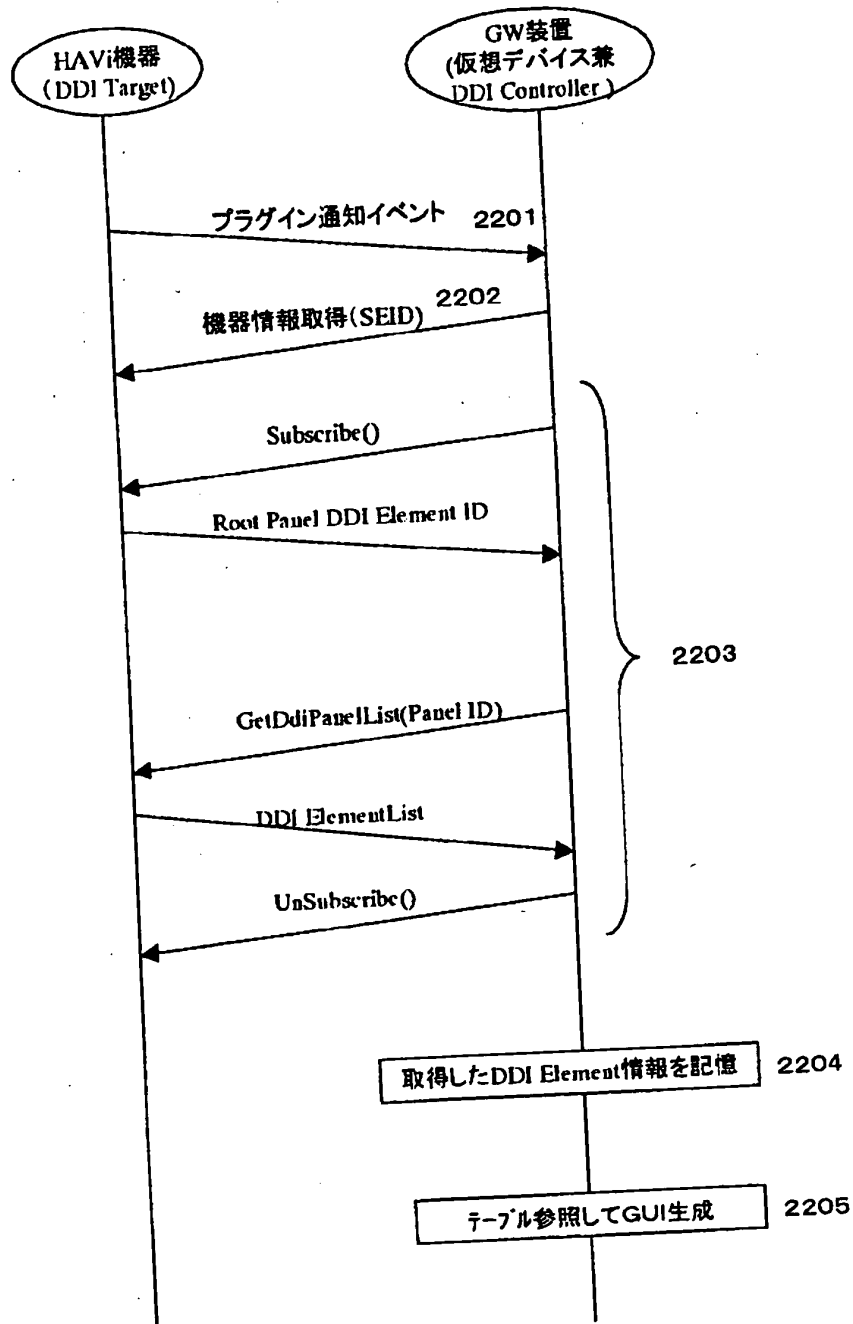 HAVi機器
(DDI Target)
GW装置
(仮想デバイス兼
DDI Controller)
プラグイン通知イベント 2201
機器情報取得(SEID) 2202
Subscribe()
Root Panel DDI Element ID
2203
GetDdiPanelList(Panel ID)
DDI ElementList
UnSubscribe()
取得したDDI Element情報を記憶 2204
テーブル参照してGUI生成 2205